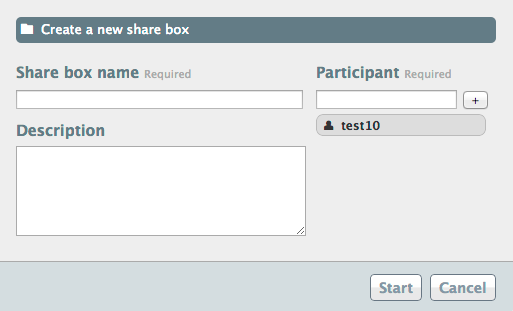 Create a new share box
Share box name Required
Participant Required
+
test10
Description
Start
Cancel